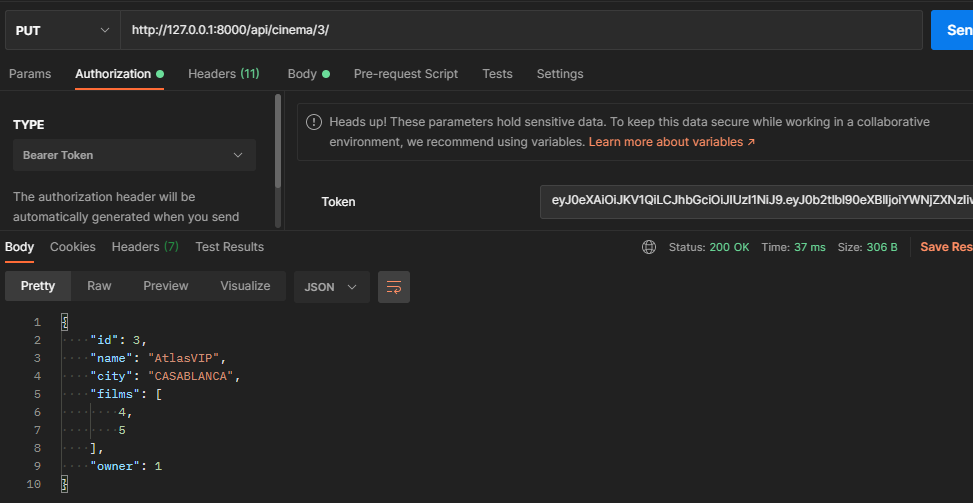 PUT http://127.0.0.1:8000/api/cinema/3/
Params Authorization Headers (11) Body Pre-request Script Tests Settings
TYPE
Bearer Token
The authorization header will be
automatically generated when you send
Heads up! These parameters hold sensitive data. To keep this data secure while working in a collaborative
environment, we recommend using variables. Learn more about variables ↗
Token
Body Cookies Headers (7) Test Results Status: 200 OK Time: 37 ms Size: 306 B Save Res
Pretty Raw Preview Visualize JSON
1 {
2 "id": 3,
3 "name": "AtlasVIP",
4 "city": "CASABLANCA",
5 "films": [
6 4,
7 5
8 ],
9 "owner": 1
10 }